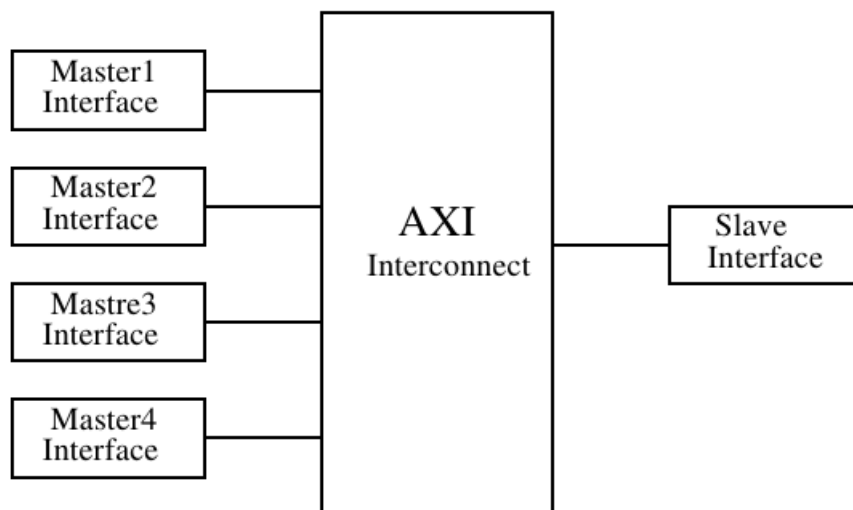 Master1
Interface
Master2
Interface
Mastre3
Interface
Master4
Interface
AXI
Interconnect
Slave
Interface